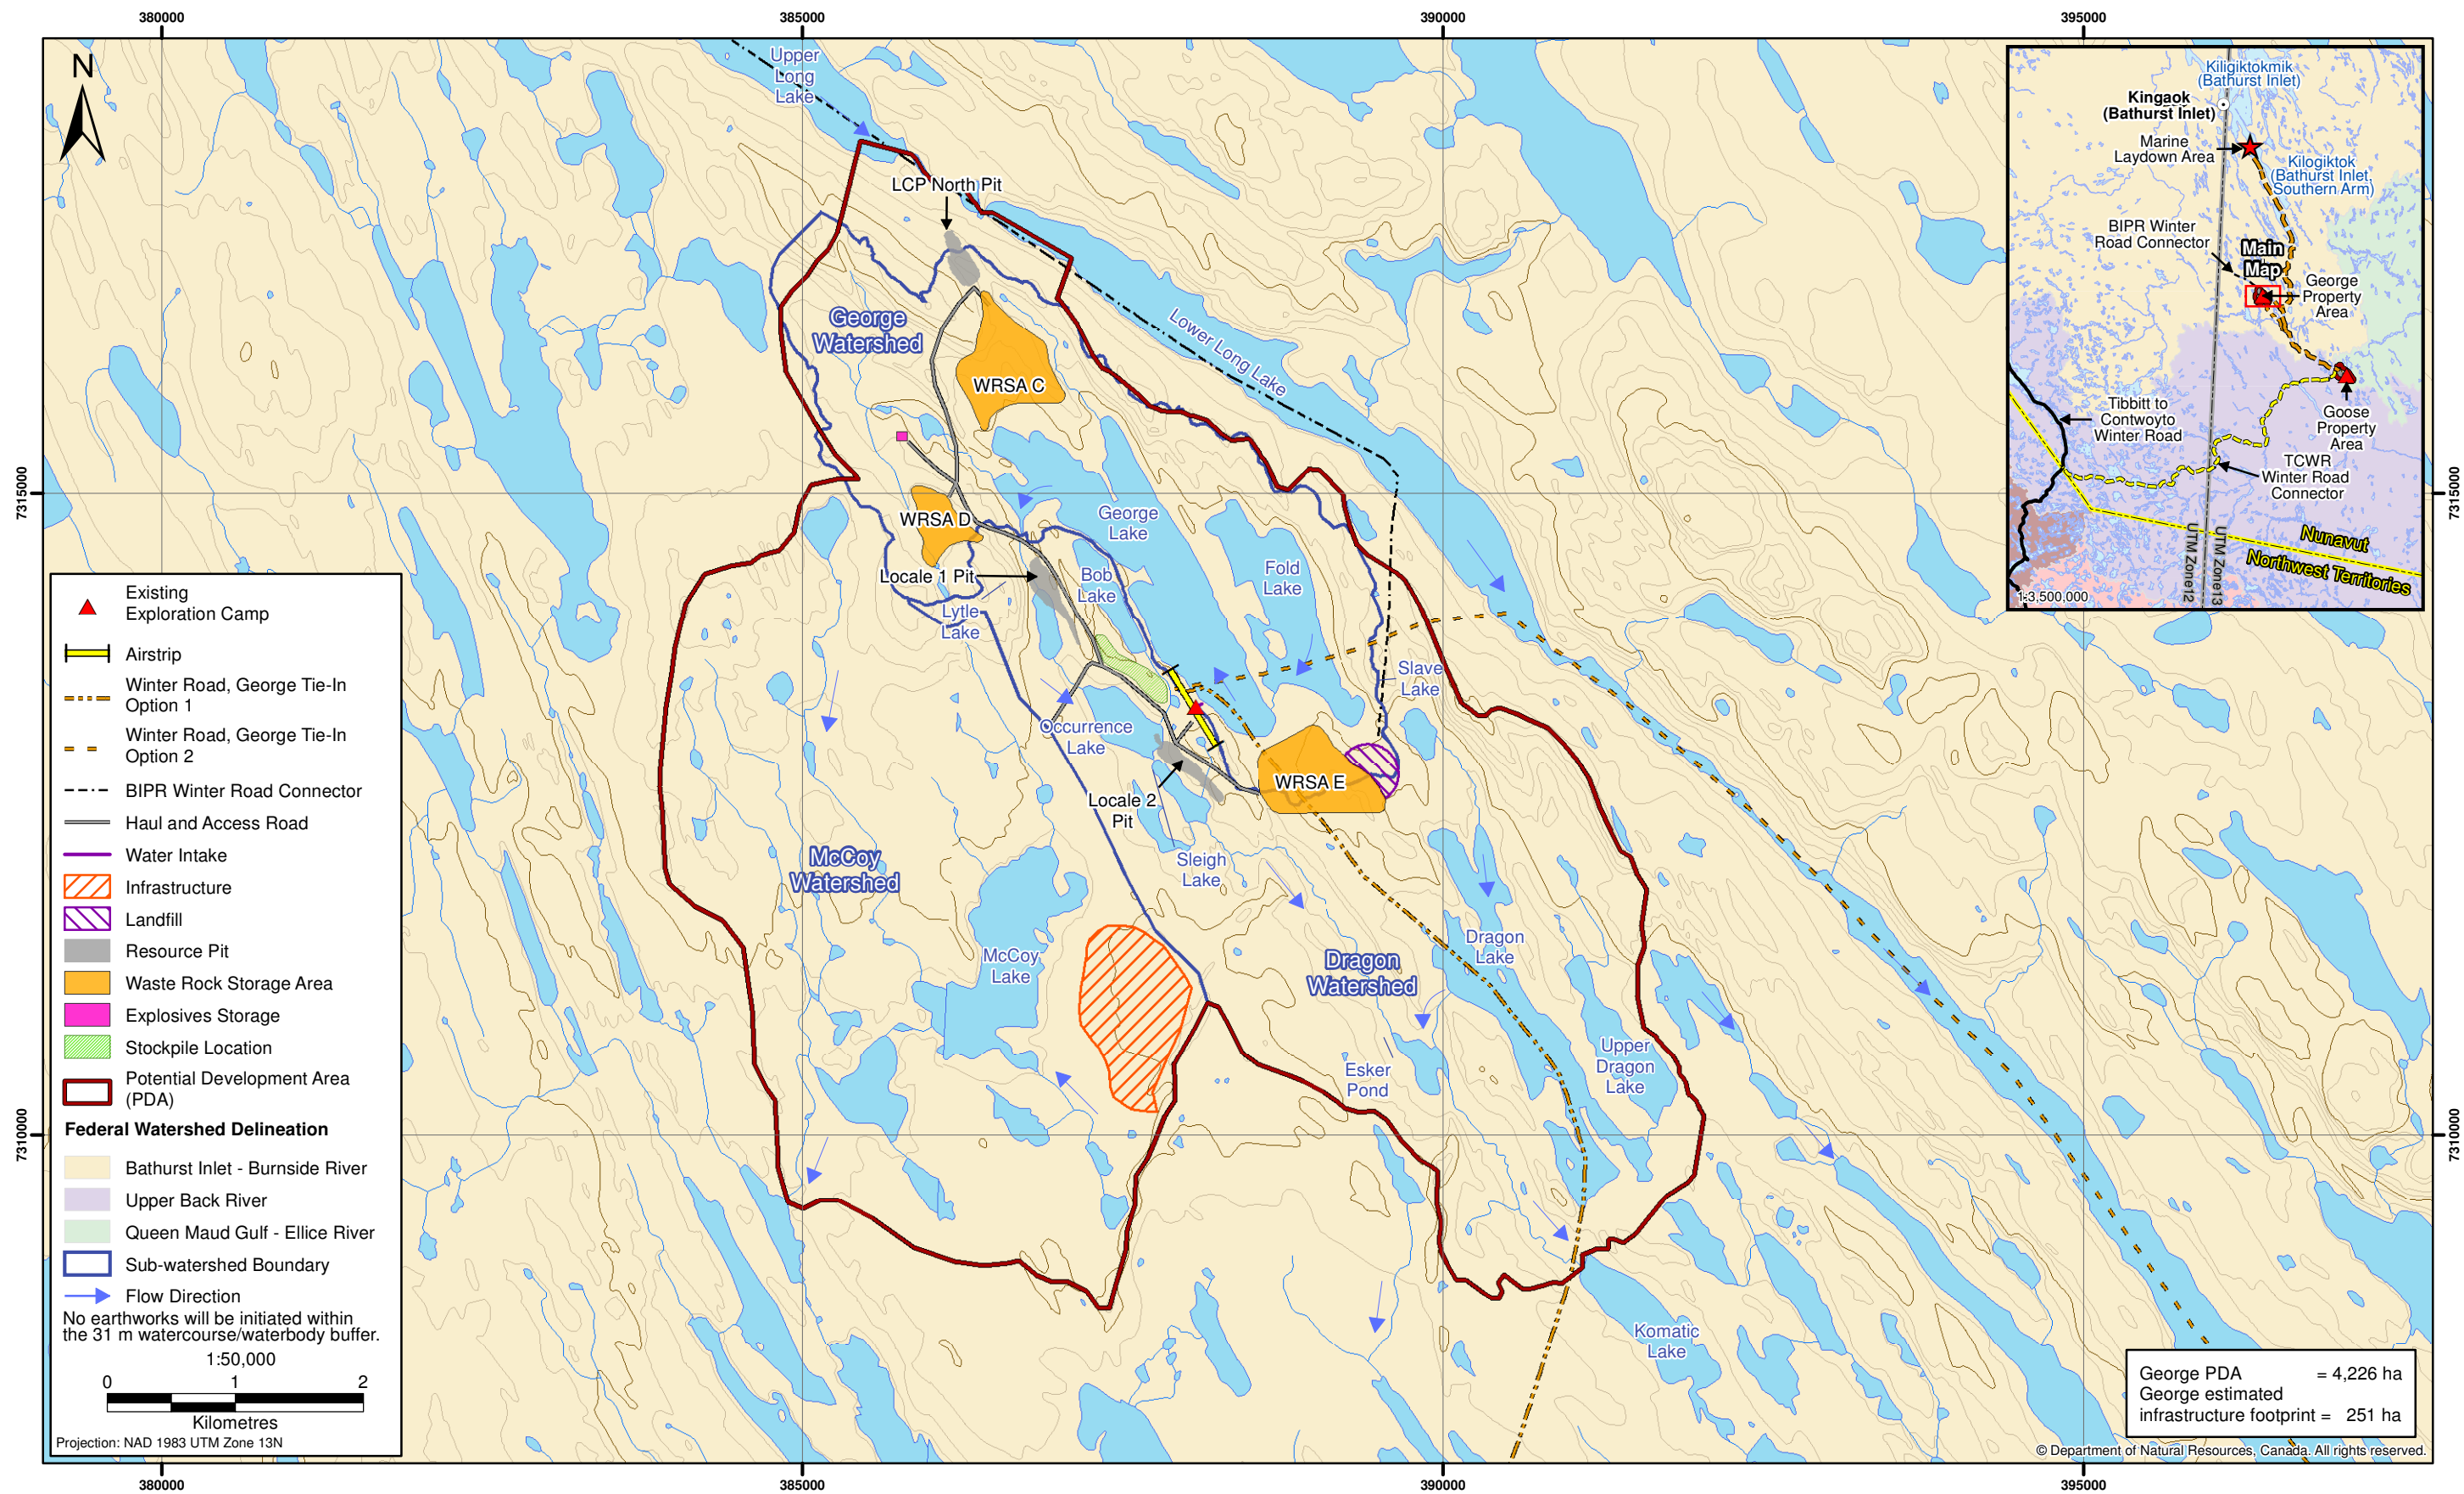 380000
385000
390000
395000
N
7315000
7315000
7310000
7310000
Upper
Long
Lake
LCP North Pit
George
Watershed
WRSA C
Lower Long Lake
WRSA D
George
Lake
Fold
Lake
Locale 1 Pit
Bob
Lake
Lytle
Lake
Slave
Lake
Occurrence
Lake
WRSA E
Locale 2
Pit
McCoy
Watershed
Sleigh
Lake
McCoy
Lake
Dragon
Watershed
Dragon
Lake
Upper
Dragon
Lake
Esker
Pond
Komatic
Lake
Kiligiktokmik
(Bathurst Inlet)
Kingaok
(Bathurst Inlet)
Marine
Laydown Area
Kilogiktok
(Bathurst Inlet,
Southern Arm)
BIPR Winter
Road Connector
Main
Map
George
Property
Area
Tibbitt to
Contwoyto
Winter Road
Goose
Property
Area
TCWR
Winter Road
Connector
UTM Zone12
UTM Zone13
Nunavut
Northwest Territories
1:3,500,000
Existing
Exploration Camp
Airstrip
Winter Road, George Tie-In
Option 1
Winter Road, George Tie-In
Option 2
BIPR Winter Road Connector
Haul and Access Road
Water Intake
Infrastructure
Landfill
Resource Pit
Waste Rock Storage Area
Explosives Storage
Stockpile Location
Potential Development Area
(PDA)
Federal Watershed Delineation
Bathurst Inlet - Burnside River
Upper Back River
Queen Maud Gulf - Ellice River
Sub-watershed Boundary
Flow Direction
No earthworks will be initiated within
the 31 m watercourse/waterbody buffer.
1:50,000
0 1 2
Kilometres
Projection: NAD 1983 UTM Zone 13N
George PDA = 4,226 ha
George estimated
infrastructure footprint = 251 ha
© Department of Natural Resources, Canada. All rights reserved.
380000
385000
390000
395000